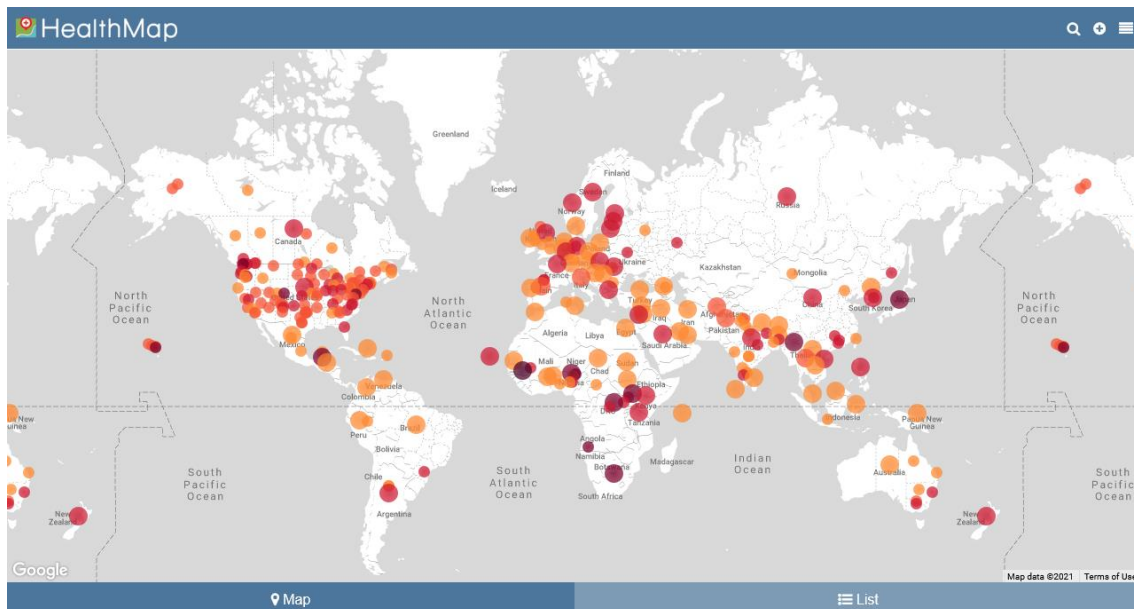 HealthMap
Greenland
Iceland
Finland
Sweden
Norway
Russia
Canada
Ukraine
France
Italy
Kazakhstan
Mongolia
North
Pacific
Ocean
North
Atlantic
Ocean
North
Pacific
Ocean
South Korea
Japan
Turkey
Iraq
Iran
Afghanistan
Pakistan
Algeria
Libya
Egypt
Saudi Arabia
Mexico
Mali
Niger
Chad
Sudan
Ethiopia
Venezuela
Colombia
Kenya
Tanzania
Indonesia
Papua New
Guinea
Peru
Brazil
Bolivia
Angola
Namibia
Botswana
Madagascar
Indian
Ocean
Australia
South
Pacific
Ocean
Chile
South
Atlantic
Ocean
South Africa
Argentina
South
Pacific
Ocean
New
Zealand
New
Zealand
Google
Map data ©2021
Terms of Use
Map
List